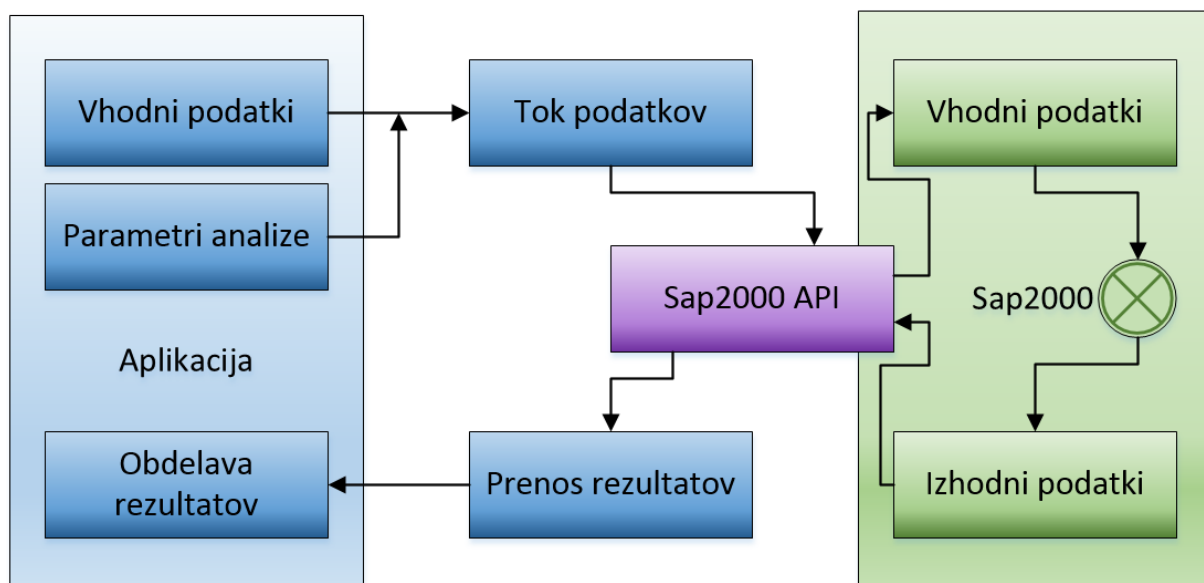 Vhodni podatki
Tok podatkov
Vhodni podatki
Parametri analize
Sap2000 API
Sap2000
Aplikacija
Obdelava
rezultatov
Prenos rezultatov
Izhodni podatki